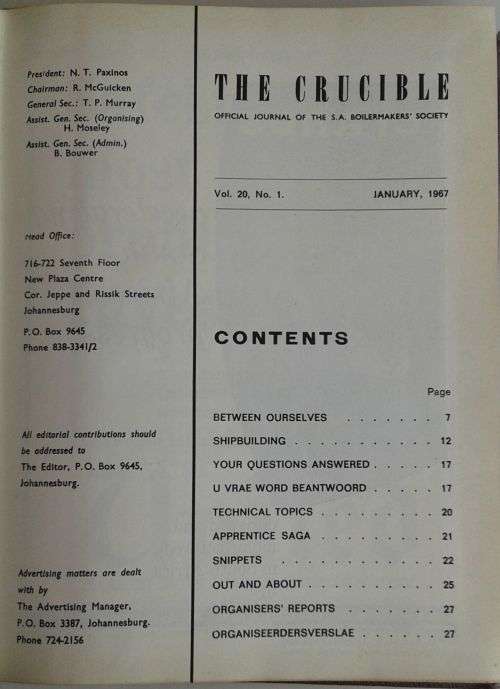 President: N. T. Paxinos
Chairman: R. McGuicken
General Sec.: T. P. Murray
Assist. Gen. Sec. (Organising)
H. Moseley
Assist. Gen. Sec. (Admin.)
B. Bouwer
Head Office:
716-722 Seventh Floor
New Plaza Centre
Cor. Jeppe and Rissik Streets
Johannesburg
P.O. Box 9645
Phone 838-3341/2
All editorial contributions should
be addressed to
The Editor, P.O. Box 9645,
Johannesburg.
Advertising matters are dealt
with by
The Advertising Manager,
P.O. Box 3387, Johannesburg.
Phone 724-2156
THE CRUCIBLE
OFFICIAL JOURNAL OF THE S.A. BOILERMAKERS' SOCIETY
Vol. 20, No. 1. JANUARY, 1967
CONTENTS
Page
BETWEEN OURSELVES . . . . . . . 7
SHIPBUILDING . . . . . . . . . . 12
YOUR QUESTIONS ANSWERED . . . . . 17
U VRAE WORD BEANTWOORD . . . . . 17
TECHNICAL TOPICS . . . . . . . . 20
APPRENTICE SAGA . . . . . . . . 21
SNIPPETS . . . . . . . . . . . 22
OUT AND ABOUT . . . . . . . . . 25
ORGANISERS' REPORTS . . . . . . . 27
ORGANISEERDERSVERSLAE . . . . . . 27